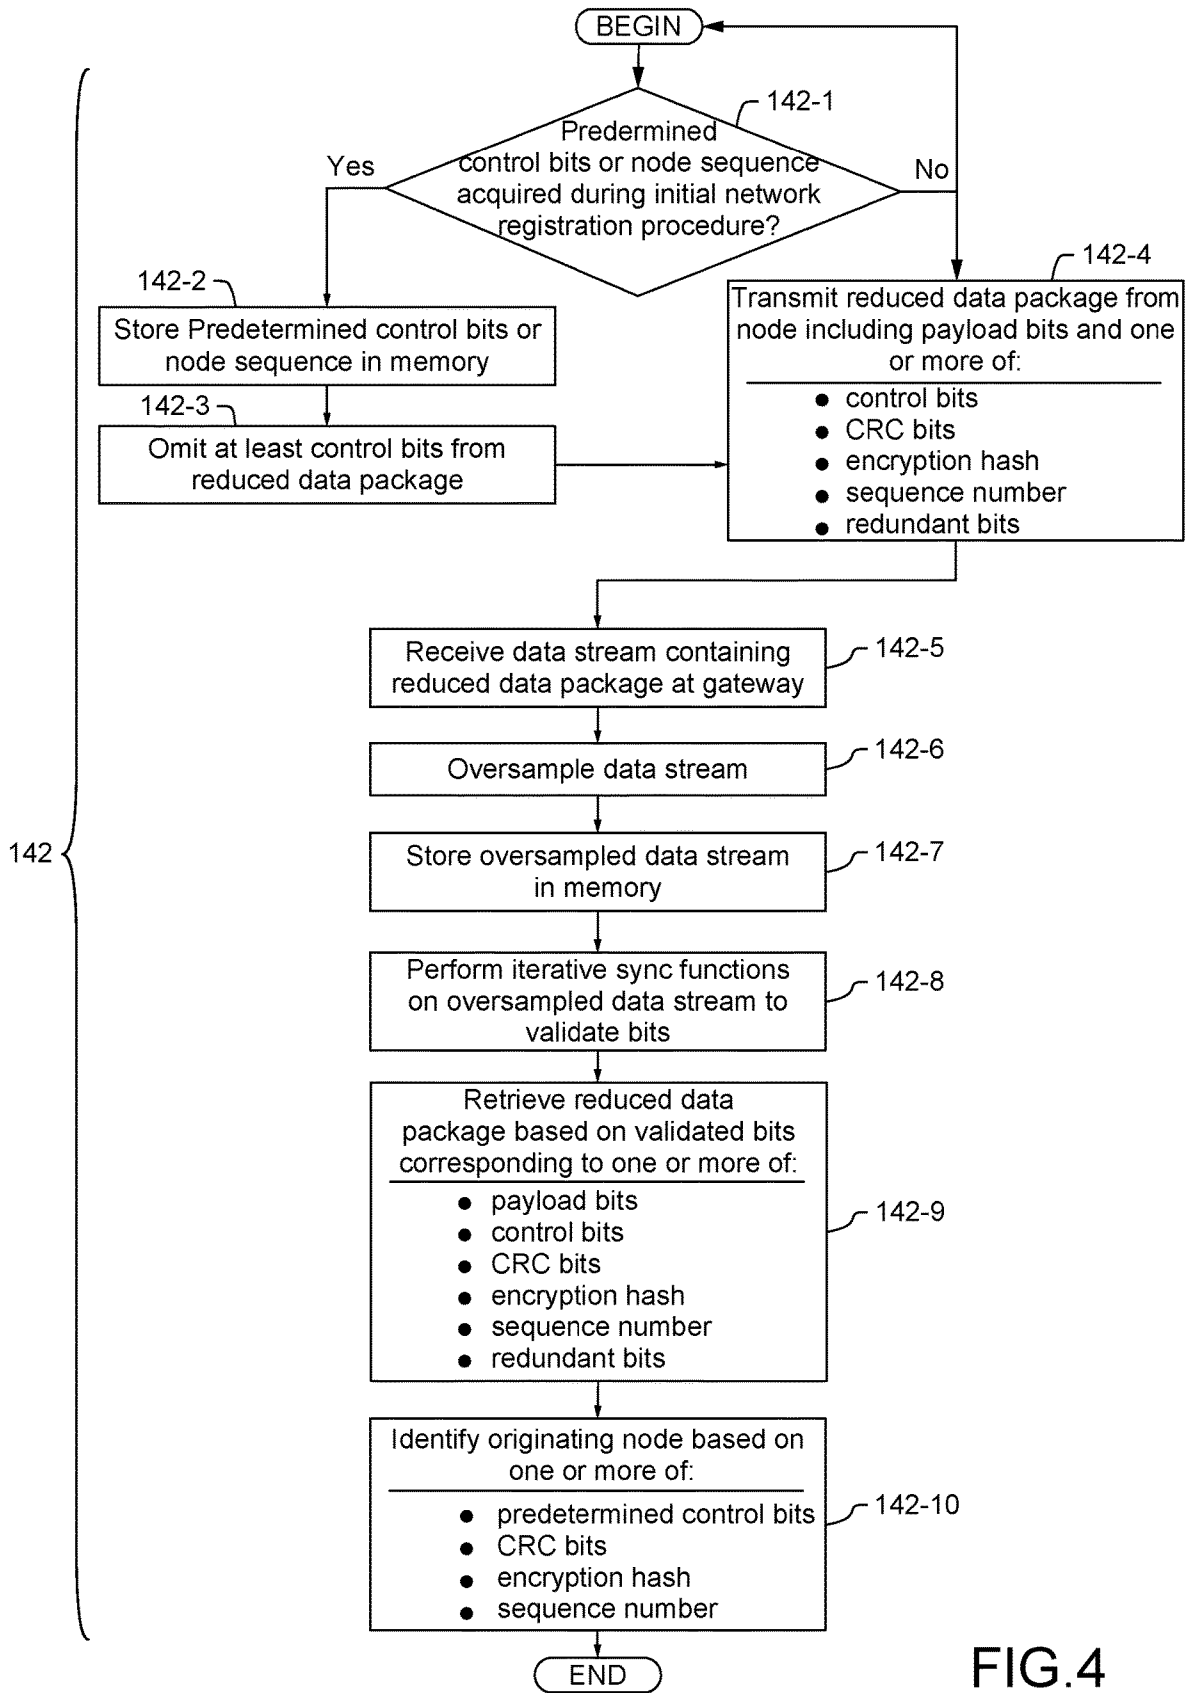 BEGIN
142-1
Predermined
control bits or node sequence
acquired during initial network
registration procedure?
Yes
No
142-2
Store Predetermined control bits or
node sequence in memory
142-3
Omit at least control bits from
reduced data package
142-4
Transmit reduced data package from
node including payload bits and one
or more of:
● control bits
● CRC bits
● encryption hash
● sequence number
● redundant bits
142-5
Receive data stream containing
reduced data package at gateway
142-6
Oversample data stream
142
142-7
Store oversampled data stream
in memory
142-8
Perform iterative sync functions
on oversampled data stream to
validate bits
Retrieve reduced data
package based on validated bits
corresponding to one or more of:
● payload bits
● control bits
● CRC bits
● encryption hash
● sequence number
● redundant bits
142-9
Identify originating node based on
one or more of:
● predetermined control bits
● CRC bits
● encryption hash
● sequence number
142-10
END
FIG.4